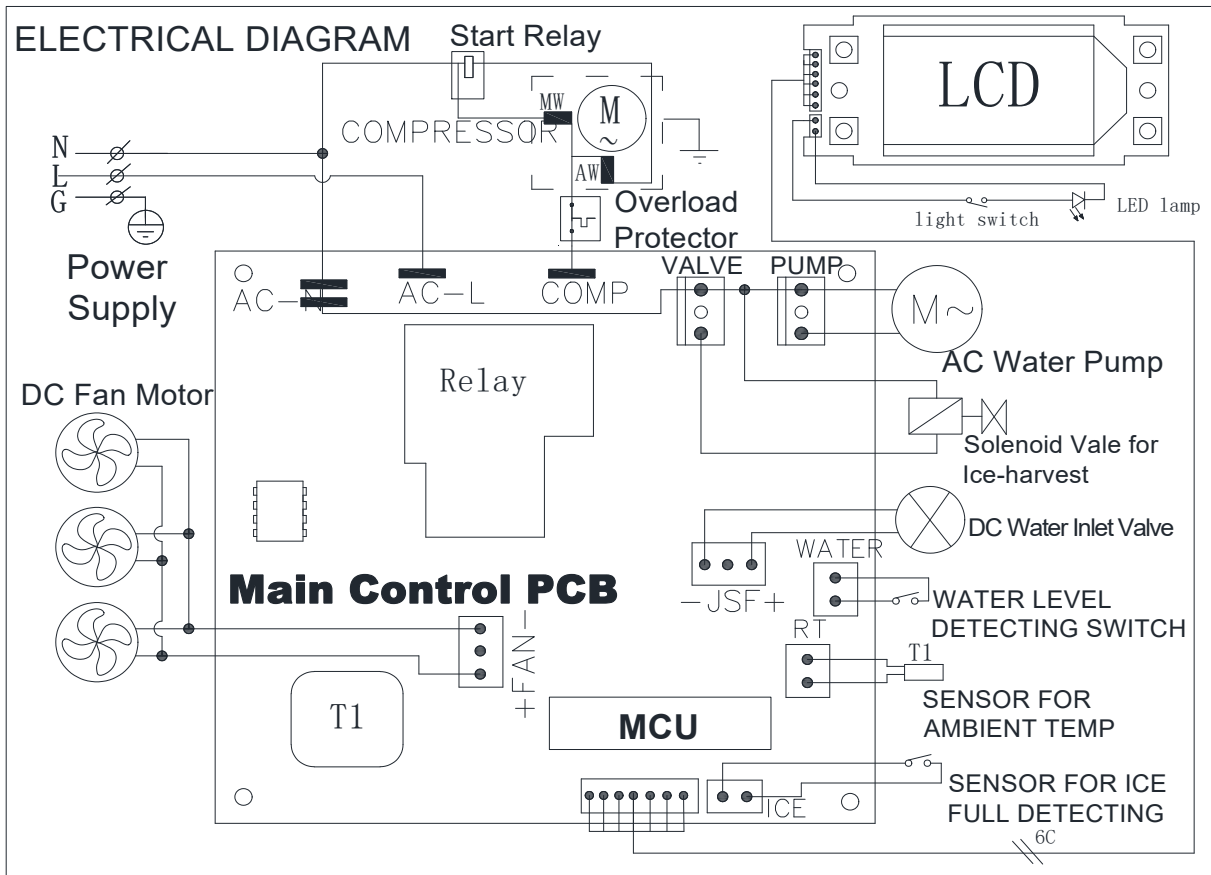 ELECTRICAL DIAGRAM
Start Relay
LCD
MW
M
~
COMPRESSOR
AW
N
L
G
Overload
Protector
light switch
LED lamp
Power
Supply
AC-N
AC-L
COMP
VALVE
PUMP
M~
AC Water Pump
Relay
DC Fan Motor
Solenoid Vale for
Ice-harvest
DC Water Inlet Valve
WATER
Main Control PCB
-JSF+
WATER LEVEL
DETECTING SWITCH
RT
T1
+FAN-
T1
SENSOR FOR
AMBIENT TEMP
MCU
ICE
SENSOR FOR ICE
FULL DETECTING
6C